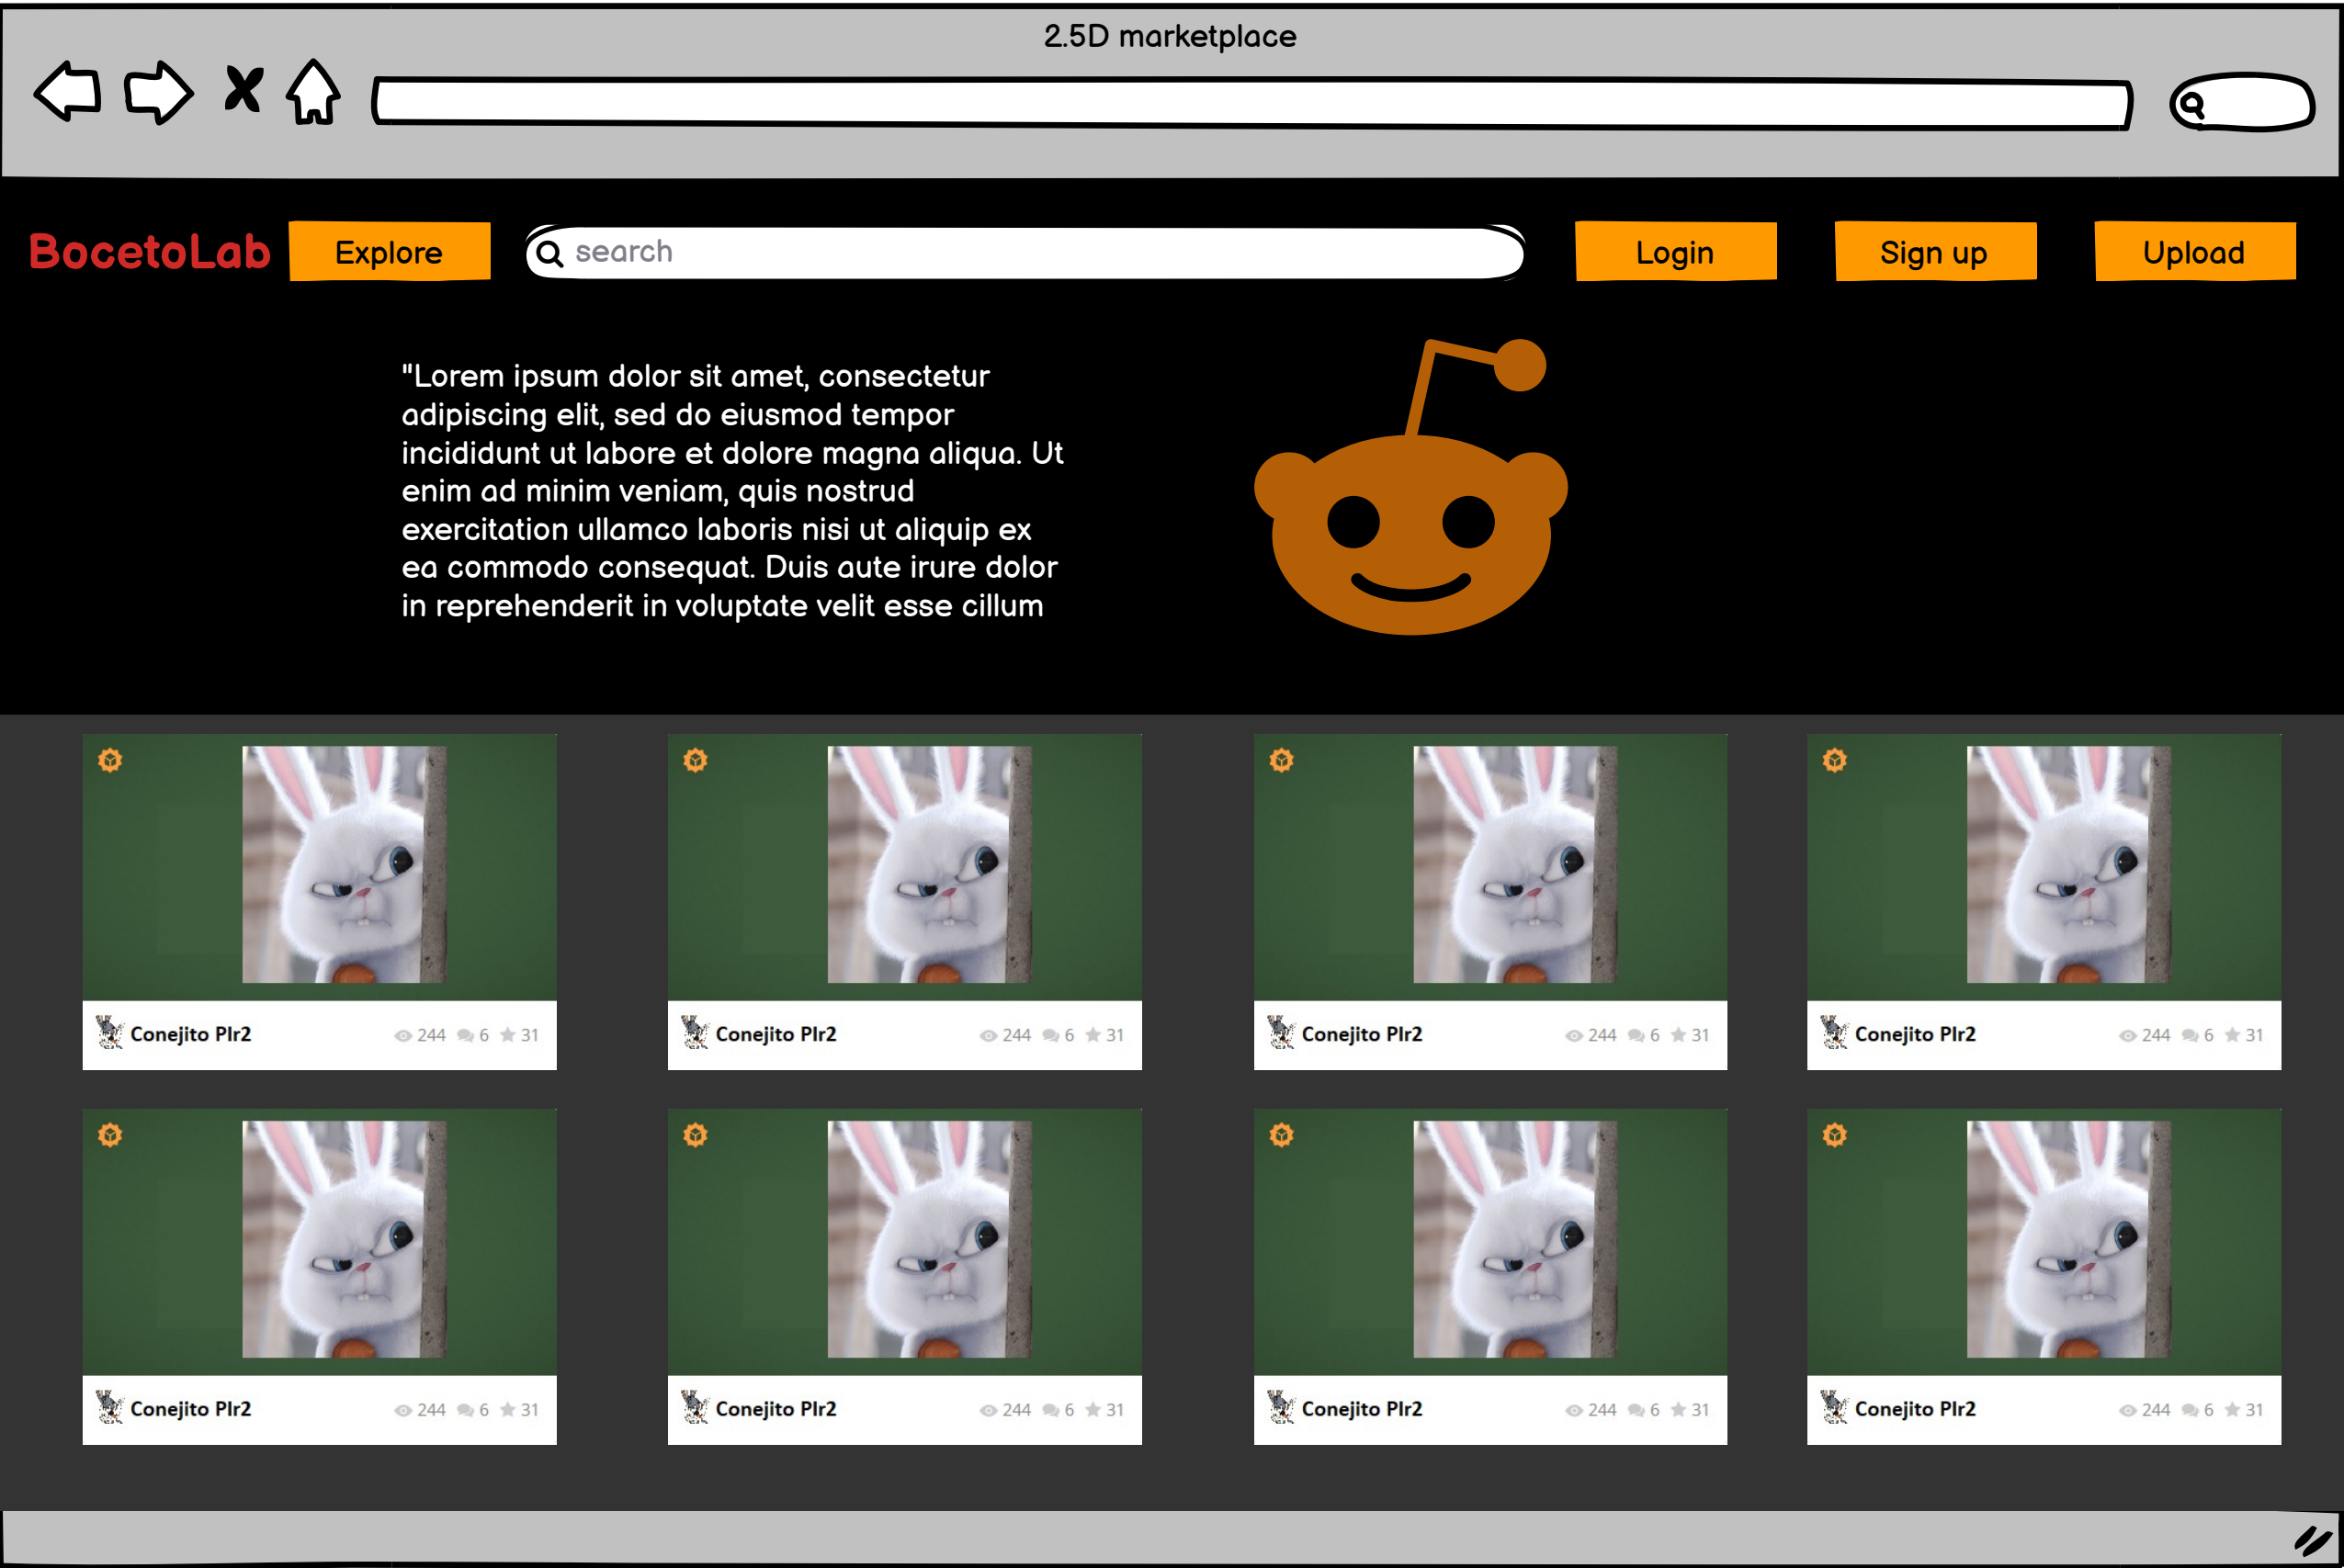 2.5D marketplace
BocetoLab Explore search Login Sign up Upload
"Lorem ipsum dolor sit amet, consectetur
adipiscing elit, sed do eiusmod tempor
incididunt ut labore et dolore magna aliqua. Ut
enim ad minim veniam, quis nostrud
exercitation ullamco laboris nisi ut aliquip ex
ea commodo consequat. Duis aute irure dolor
in reprehenderit in voluptate velit esse cillum
Conejito Plr2 244 6 31 Conejito Plr2 244 6 31 Conejito Plr2 244 6 31 Conejito Plr2 244 6 31
Conejito Plr2 244 6 31 Conejito Plr2 244 6 31 Conejito Plr2 244 6 31 Conejito Plr2 244 6 31